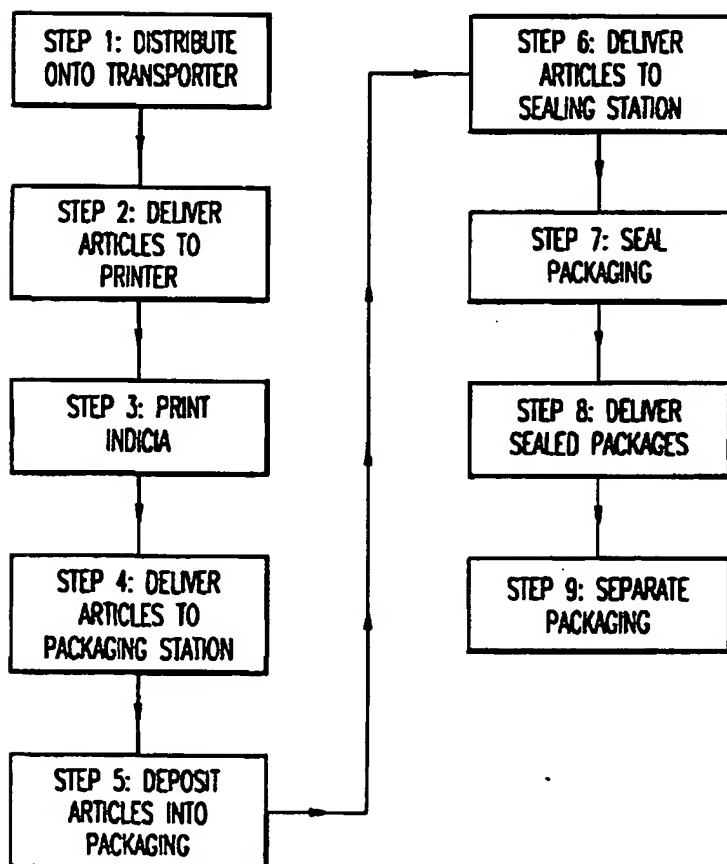 STEP 1: DISTRIBUTE
ONTO TRANSPORTER
STEP 2: DELIVER
ARTICLES TO
PRINTER
STEP 3: PRINT
INDICIA
STEP 4: DELIVER
ARTICLES TO
PACKAGING STATION
STEP 5: DEPOSIT
ARTICLES INTO
PACKAGING
STEP 6: DELIVER
ARTICLES TO
SEALING STATION
STEP 7: SEAL
PACKAGING
STEP 8: DELIVER
SEALED PACKAGES
STEP 9: SEPARATE
PACKAGING